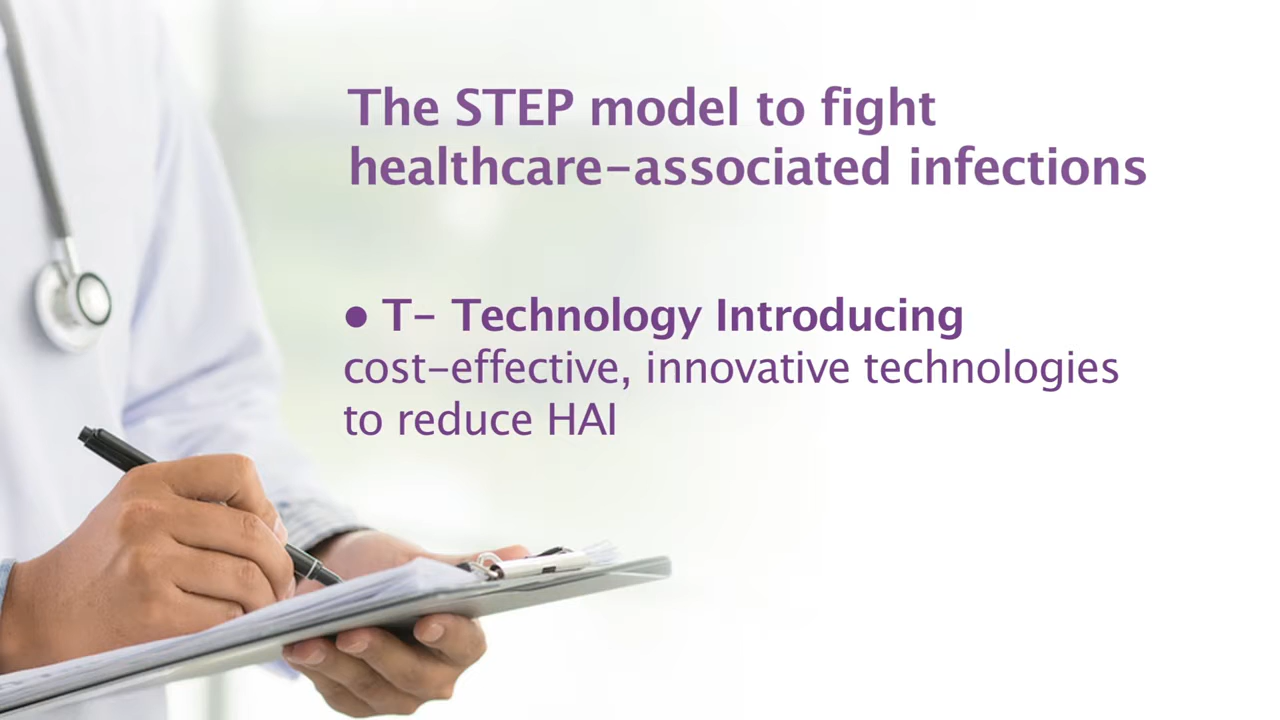 The STEP model to fight
healthcare-associated infections
● T- Technology Introducing
cost-effective, innovative technologies
to reduce HAI